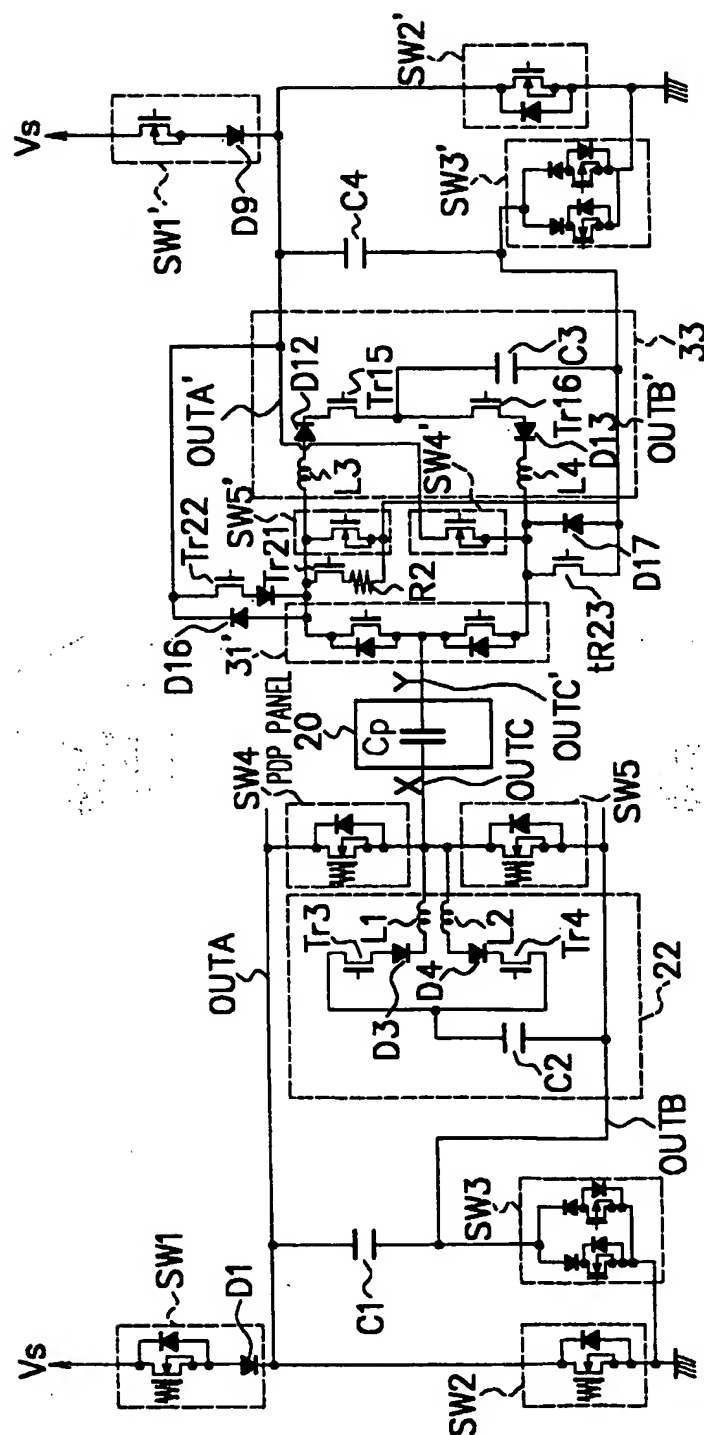 Vs
SW1
D1
SW2
C1
SW3
OUTA
OUTB
22
Tr3
L1
L2
D3
D4
Tr4
C2
SW4
SW5
PDP PANEL
20
Cp
OUTC
OUTC'
31'
D16
Tr22
Tr21
R2
SW5'
SW4'
tR23
D17
OUTA'
L3
L4
D12
Tr15
Tr16
D13
C3
OUTB'
33
Vs
SW1'
D9
C4
SW2'
SW3'